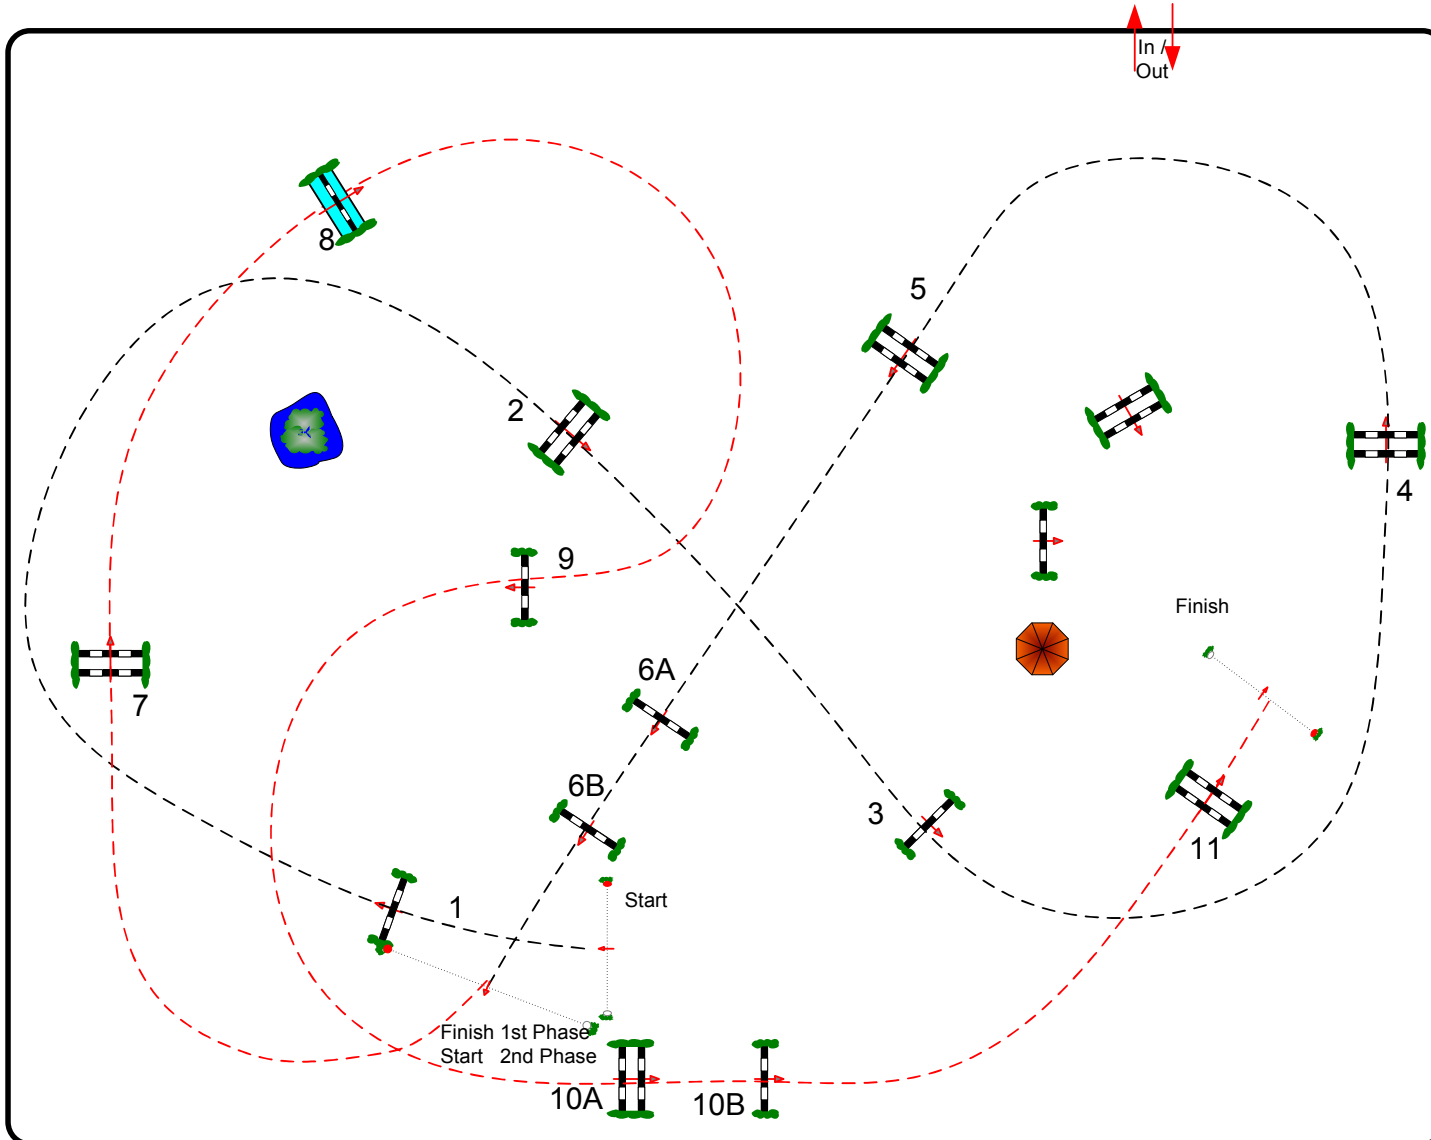 In /
Out
8
5
2
4
9
Finish
6A
7
6B
3
11
1
Start
Finish 1st Phase
Start 2nd Phase
10A
10B